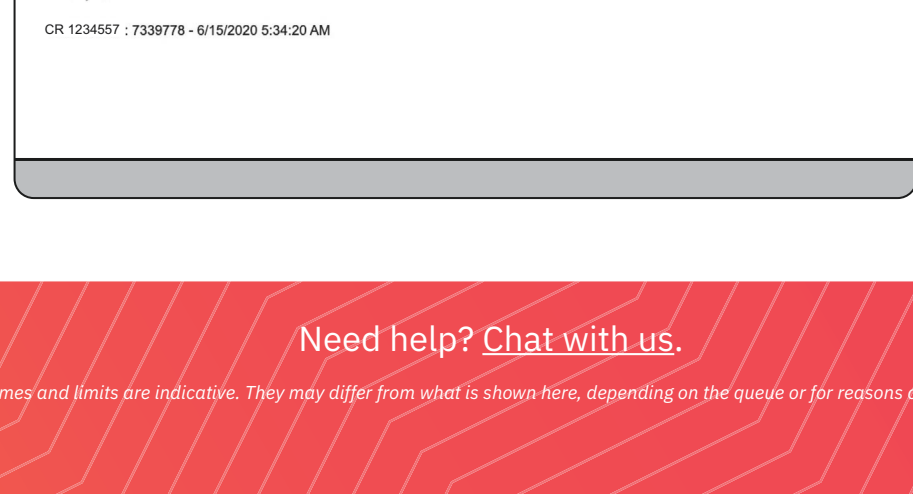 CR 1234557 : 7339778 - 6/15/2020 5:34:20 AM
Need help? Chat with us.
and limits are indicative. They may differ from what is shown here, depending on the queue or for reasons